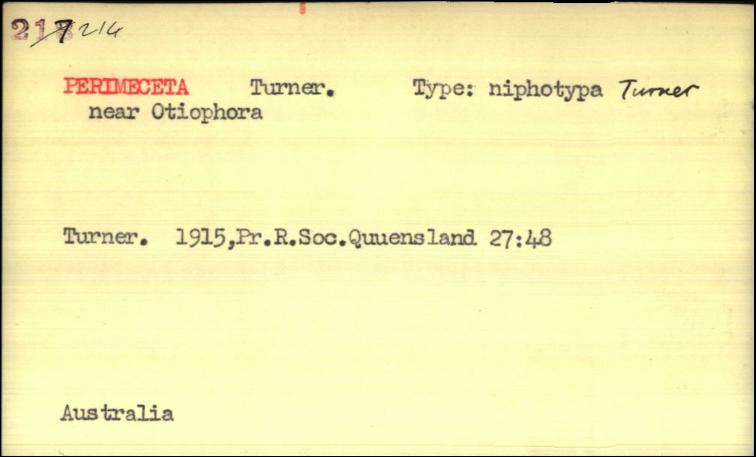 217 214
PERIMECETA Turner. Type: niphotypa Turner
near Otiophora
Turner. 1915,Pr.R.Soc.Quuensland 27:48
Australia